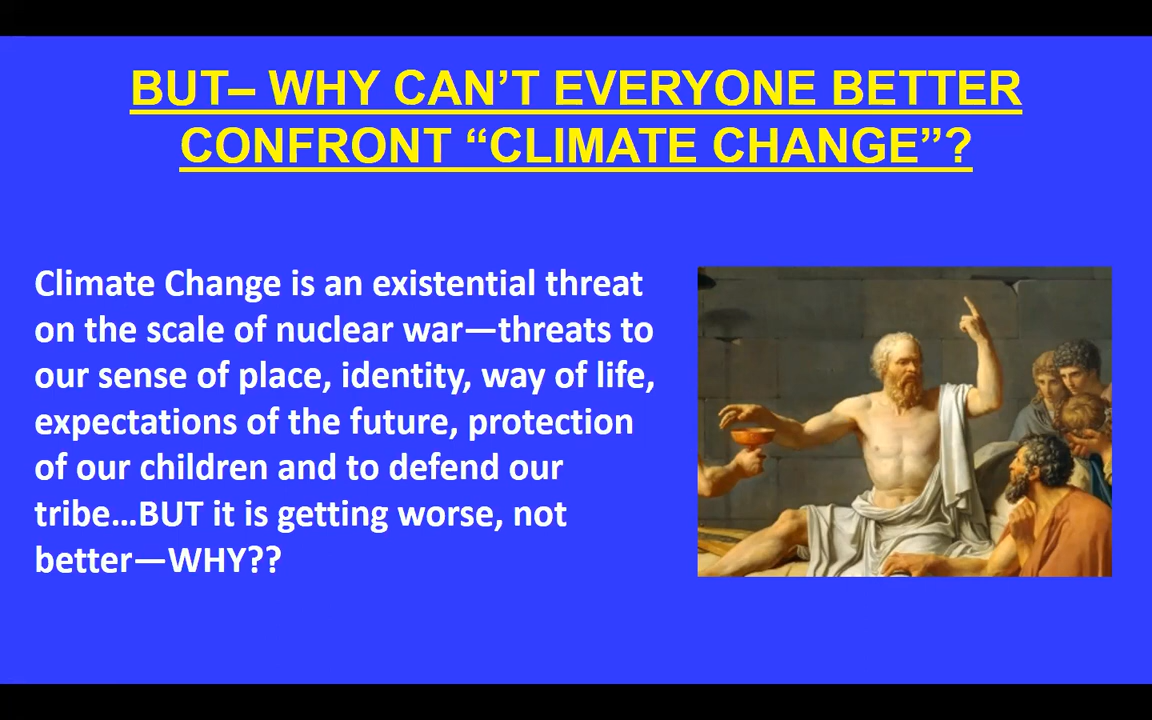 BUT– WHY CAN’T EVERYONE BETTER
CONFRONT “CLIMATE CHANGE”?
Climate Change is an existential threat
on the scale of nuclear war—threats to
our sense of place, identity, way of life,
expectations of the future, protection
of our children and to defend our
tribe…BUT it is getting worse, not
better—WHY??